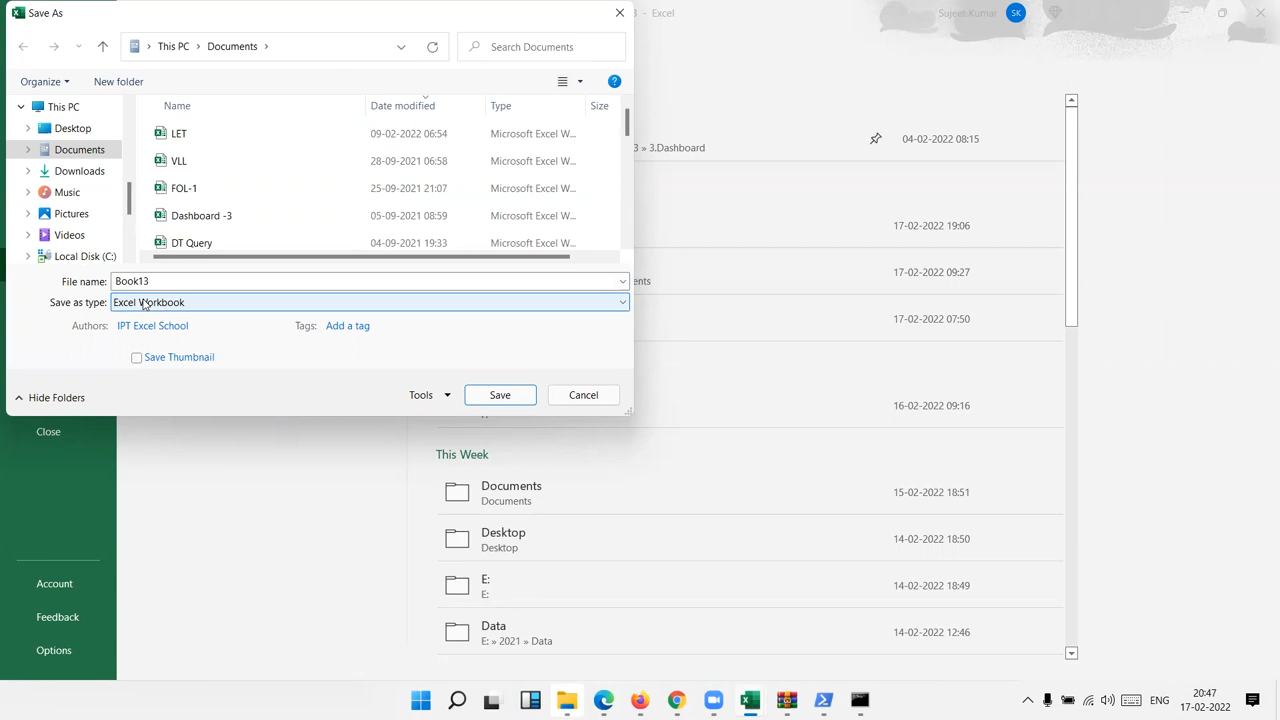 Save As
3 - Excel
Sujeet Kumar
SK
This PC
Documents
Search Documents
Organize
New folder
?
Name
Date modified
Type
Size
This PC
Desktop
Documents
Downloads
Music
Pictures
Videos
Local Disk (C:)
LET 09-02-2022 06:54 Microsoft Excel W...
VLL 28-09-2021 06:58 Microsoft Excel W...
FOL-1 25-09-2021 21:07 Microsoft Excel W...
Dashboard -3 05-09-2021 08:59 Microsoft Excel W...
DT Query 04-09-2021 19:33 Microsoft Excel W...
File name: Book13
Save as type: Excel Workbook
Authors: IPT Excel School
Tags: Add a tag
Save Thumbnail
Hide Folders
Tools
Save
Cancel
3 » 3.Dashboard
04-02-2022 08:15
17-02-2022 19:06
ents
17-02-2022 09:27
17-02-2022 07:50
16-02-2022 09:16
Close
Account
Feedback
Options
This Week
Documents
Documents
15-02-2022 18:51
Desktop
Desktop
14-02-2022 18:50
E:
E:
14-02-2022 18:49
Data
E: » 2021 » Data
14-02-2022 12:46
ENG
20:47
17-02-2022